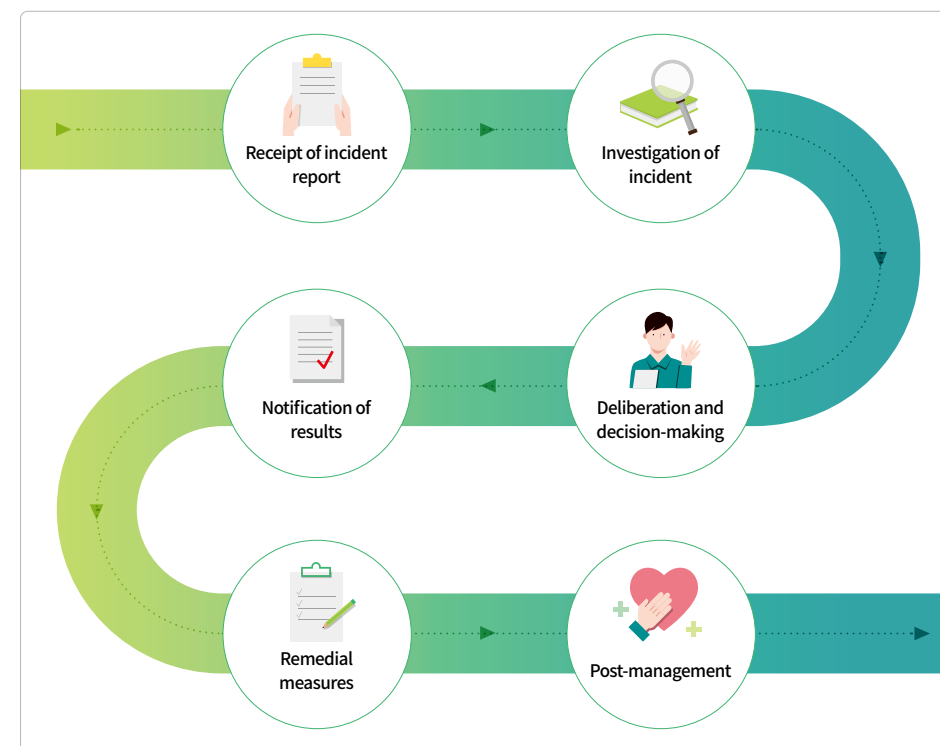 Receipt of incident
report
Investigation of
incident
Deliberation and
decision-making
Notification of
results
Remedial
measures
Post-management